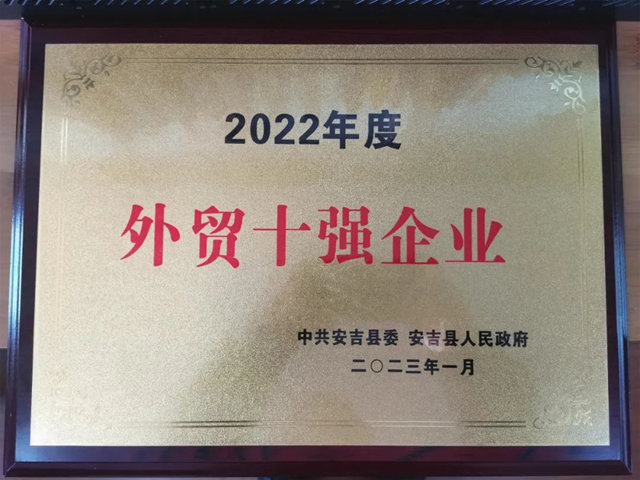 2022年度
外贸十强企业
中共安吉县委 安吉县人民政府
二〇二三年一月